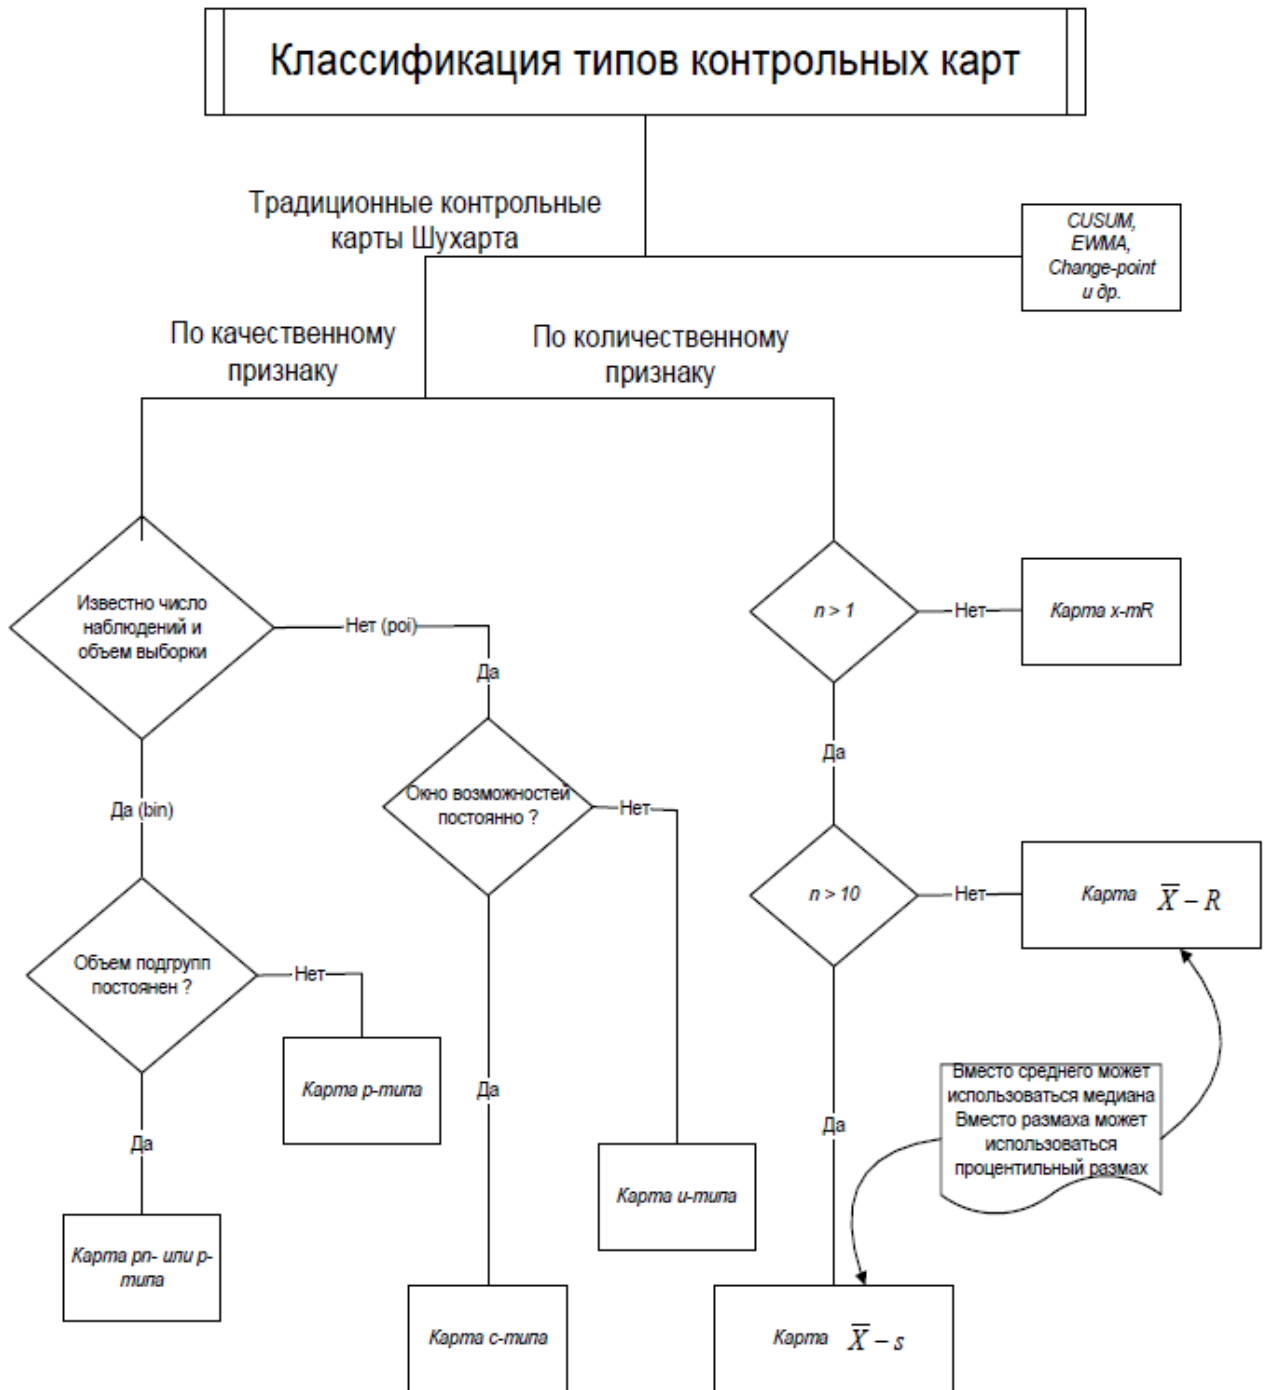 Классификация типов контрольных карт
Традиционные контрольные
карты Шухарта
CUSUM,
EWMA,
Change-point
и др.
По качественному
признаку
По количественному
признаку
Известно число
наблюдений и
объем выборки
Нет (poi)
Да
n > 1
Нет
Карта x-mR
Да
Да (bin)
Окно возможностей
постоянно ?
Нет
n > 10
Нет
Карта X̅ – R
Объем подгрупп
постоянен ?
Нет
Карта p-типа
Да
Да
Да
Вместо среднего может
использоваться медиана
Вместо размаха может
использоваться
процентильный размах
Карта u-типа
Карта pn- или p-
типа
Карта c-типа
Карта X̅ – s